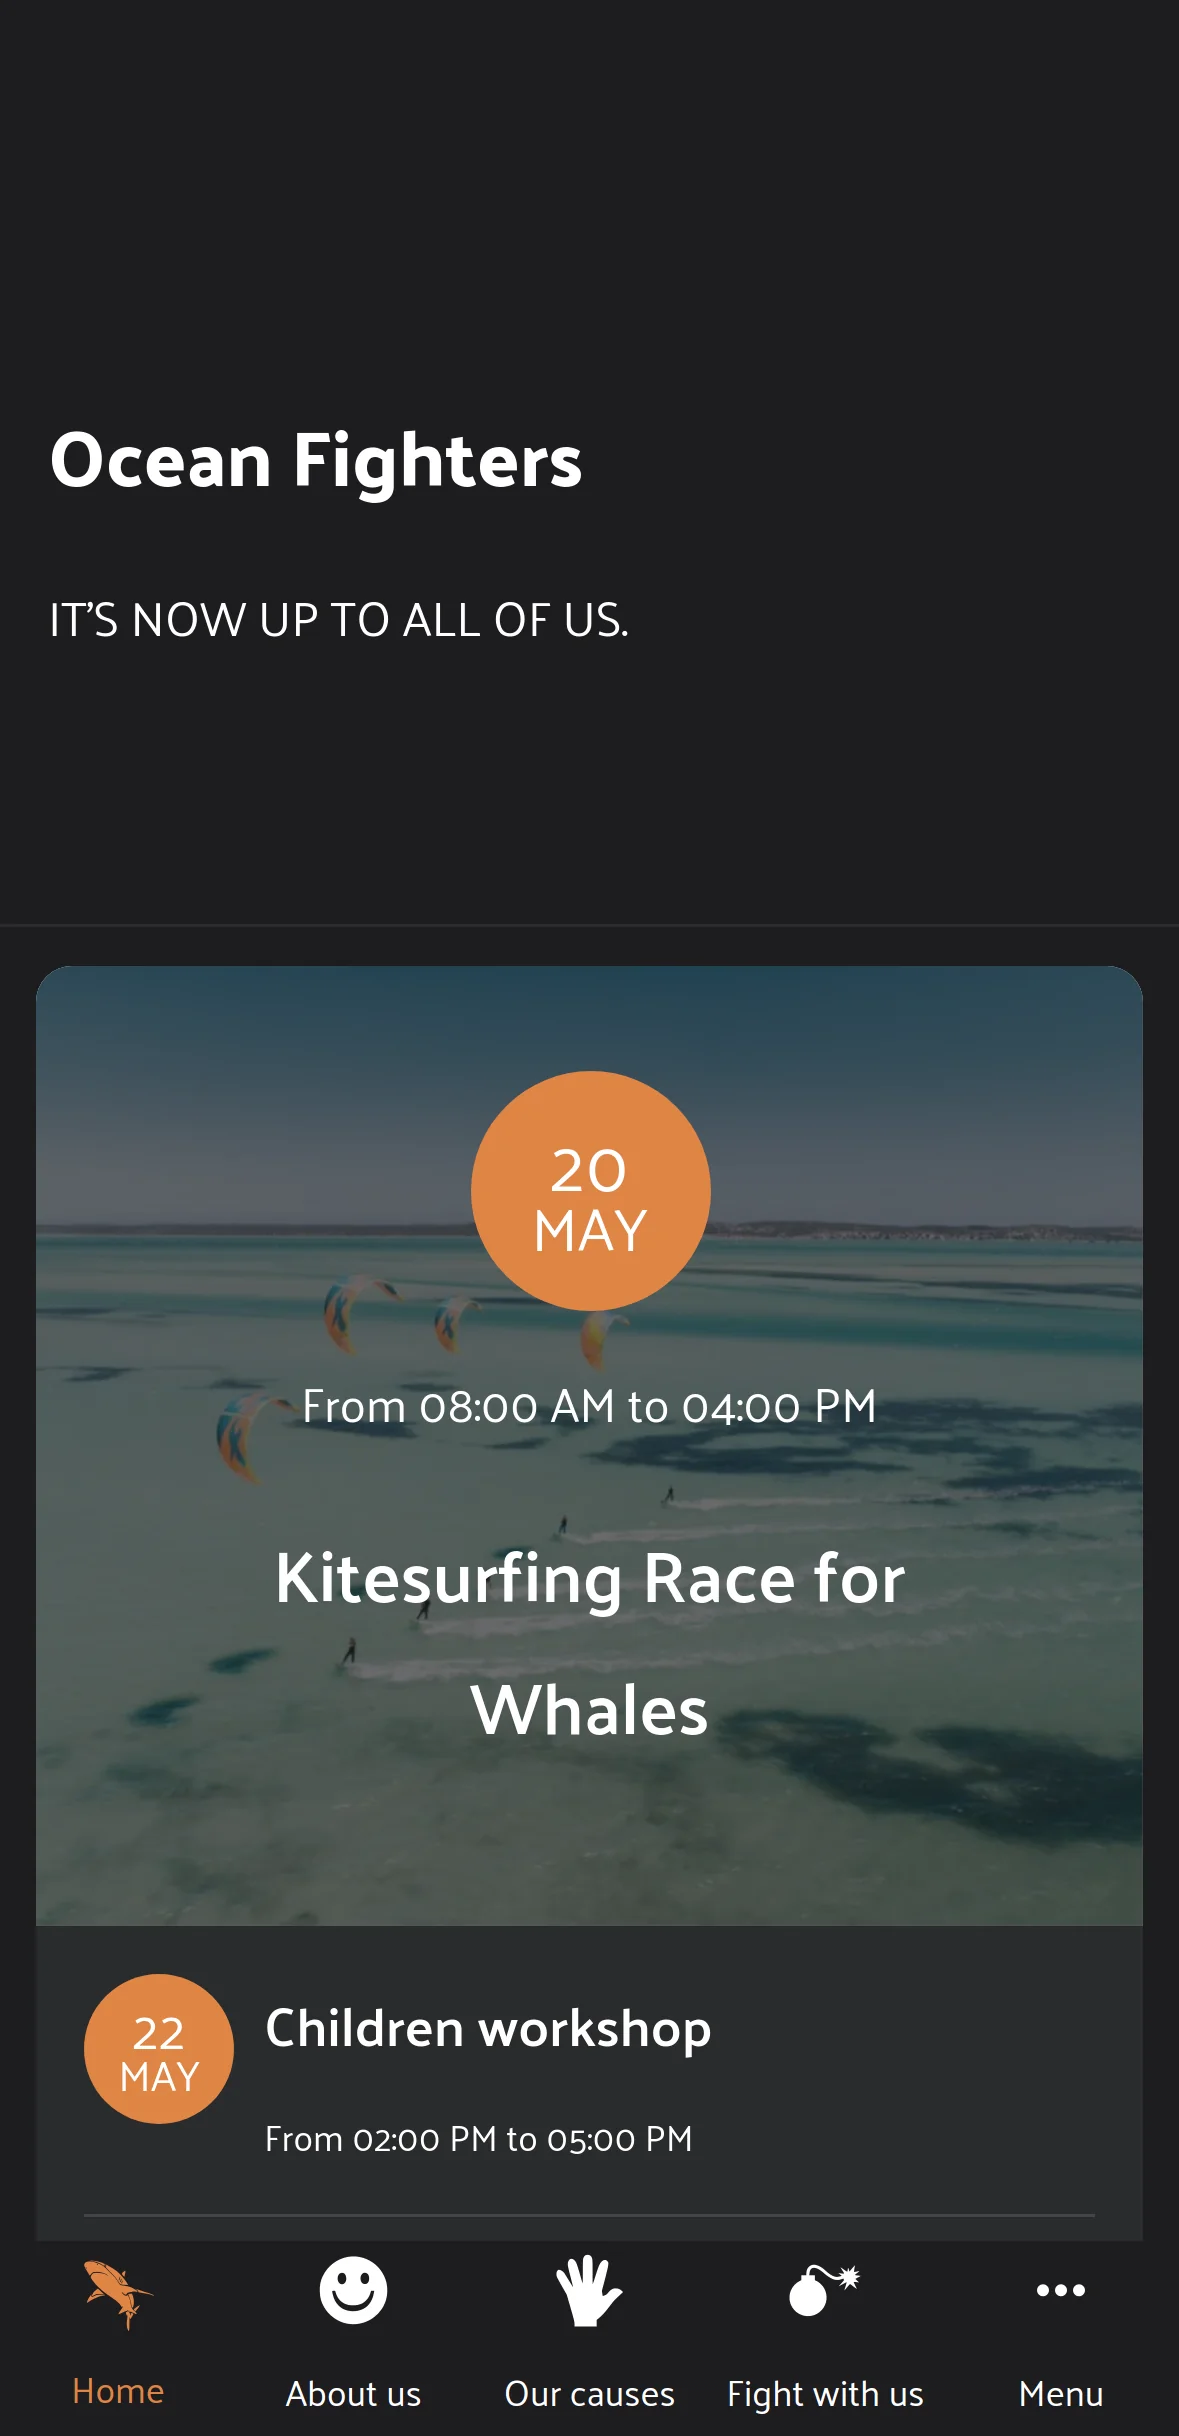 Ocean Fighters
IT’S NOW UP TO ALL OF US.
20
MAY
From 08:00 AM to 04:00 PM
Kitesurfing Race for
Whales
22
MAY
Children workshop
From 02:00 PM to 05:00 PM
Home
About us
Our causes
Fight with us
Menu